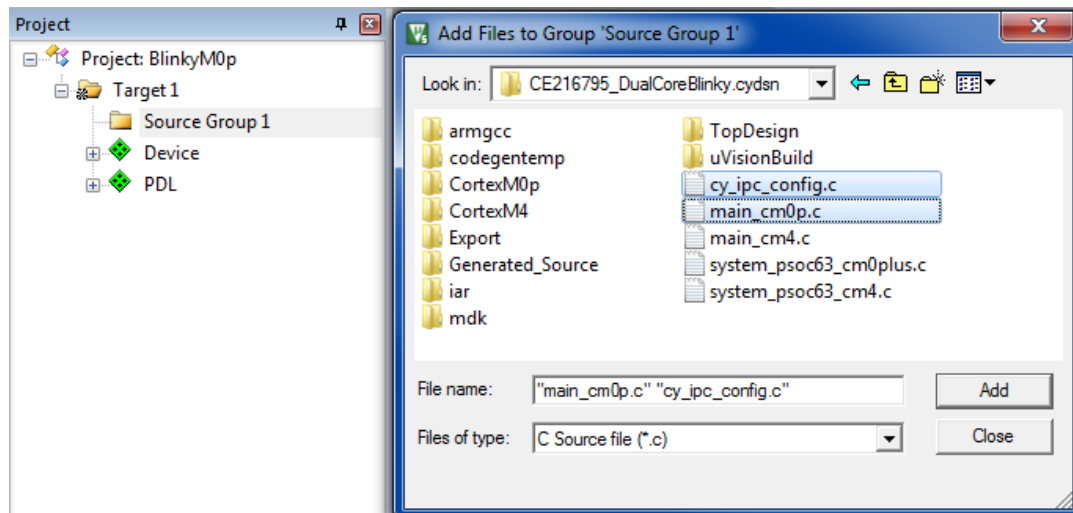 Project
Project: BlinkyM0p
Target 1
Source Group 1
Device
PDL
Add Files to Group 'Source Group 1'
Look in: CE216795_DualCoreBlinky.cydsn
armgcc
codegentemp
CortexM0p
CortexM4
Export
Generated_Source
iar
mdk
TopDesign
uVisionBuild
cy_ipc_config.c
main_cm0p.c
main_cm4.c
system_psoc63_cm0plus.c
system_psoc63_cm4.c
File name: "main_cm0p.c" "cy_ipc_config.c" Add
Files of type: C Source file (*.c) Close